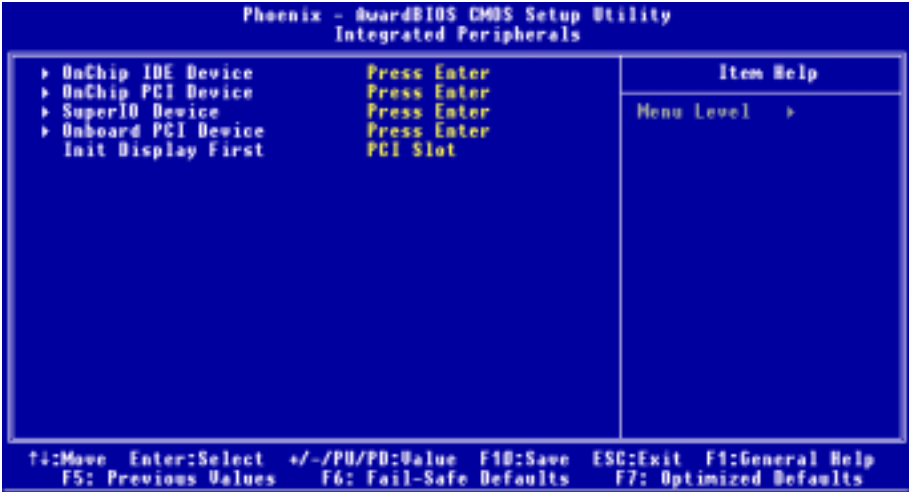 Phoenix - AwardBIOS CMOS Setup Utility
Integrated Peripherals
OnChip IDE Device Press Enter
OnChip PCI Device Press Enter
SuperIO Device Press Enter
Onboard PCI Device Press Enter
Init Display First PCI Slot
Item Help
Menu Level
↑↓:Move Enter:Select +/-/PU/PD:Value F10:Save ESC:Exit F1:General Help
F5: Previous Values F6: Fail-Safe Defaults F7: Optimized Defaults